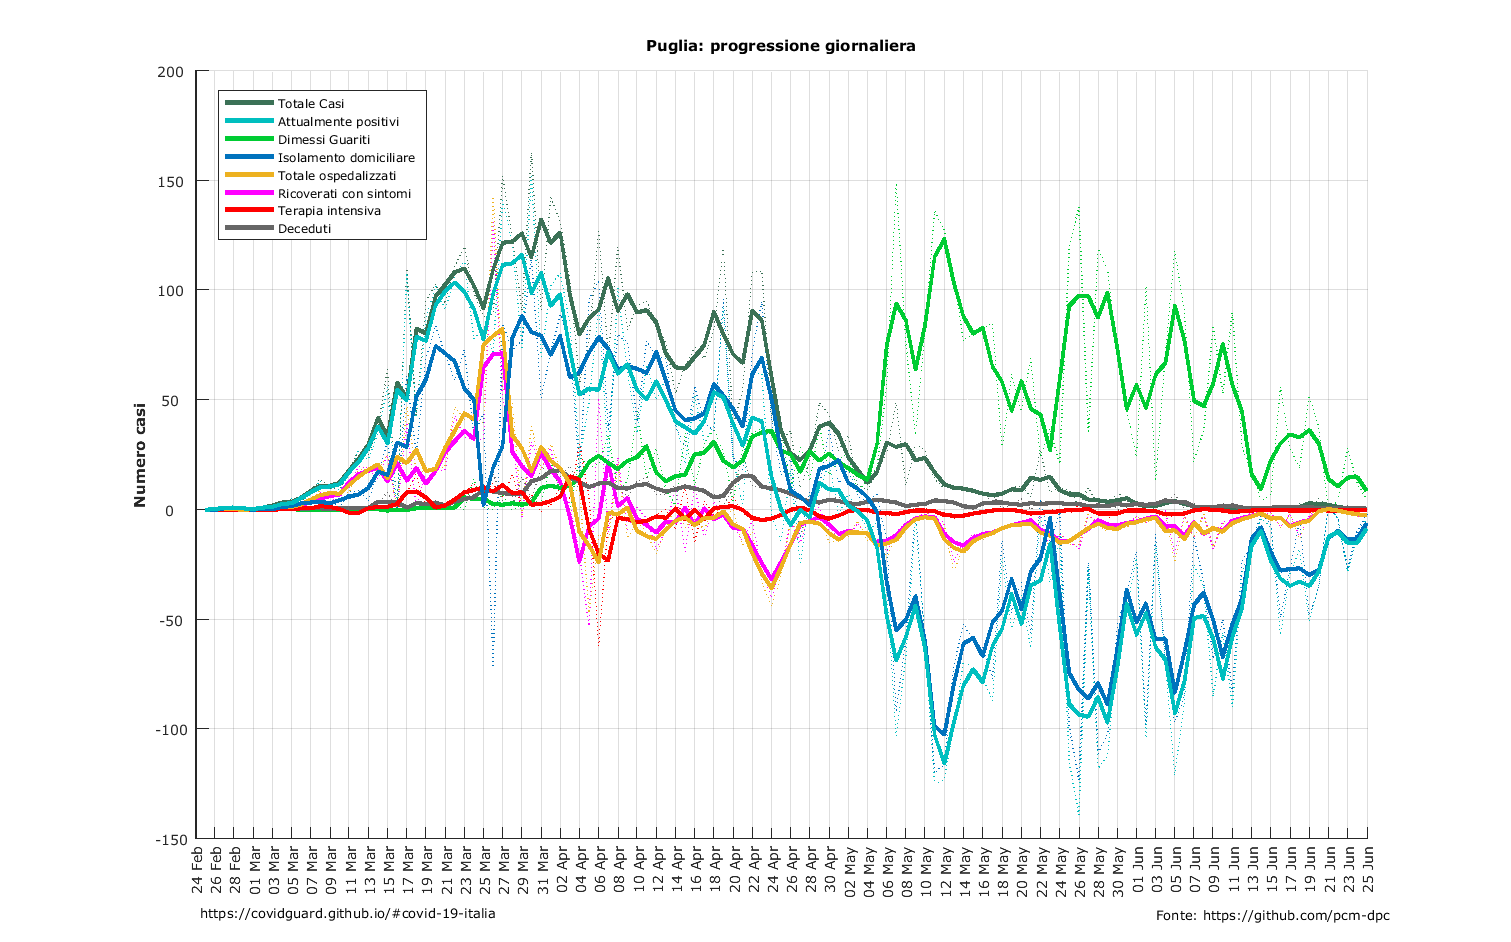 Puglia: progressione giornaliera
Numero casi
200
150
100
50
0
-50
-100
-150
Totale Casi
Attualmente positivi
Dimessi Guariti
Isolamento domiciliare
Totale ospedalizzati
Ricoverati con sintomi
Terapia intensiva
Deceduti
24 Feb
26 Feb
28 Feb
01 Mar
03 Mar
05 Mar
07 Mar
09 Mar
11 Mar
13 Mar
15 Mar
17 Mar
19 Mar
21 Mar
23 Mar
25 Mar
27 Mar
29 Mar
31 Mar
02 Apr
04 Apr
06 Apr
08 Apr
10 Apr
12 Apr
14 Apr
16 Apr
18 Apr
20 Apr
22 Apr
24 Apr
26 Apr
28 Apr
30 Apr
02 May
04 May
06 May
08 May
10 May
12 May
14 May
16 May
18 May
20 May
22 May
24 May
26 May
28 May
30 May
01 Jun
03 Jun
05 Jun
07 Jun
09 Jun
11 Jun
13 Jun
15 Jun
17 Jun
19 Jun
21 Jun
23 Jun
25 Jun
https://covidguard.github.io/#covid-19-italia
Fonte: https://github.com/pcm-dpc